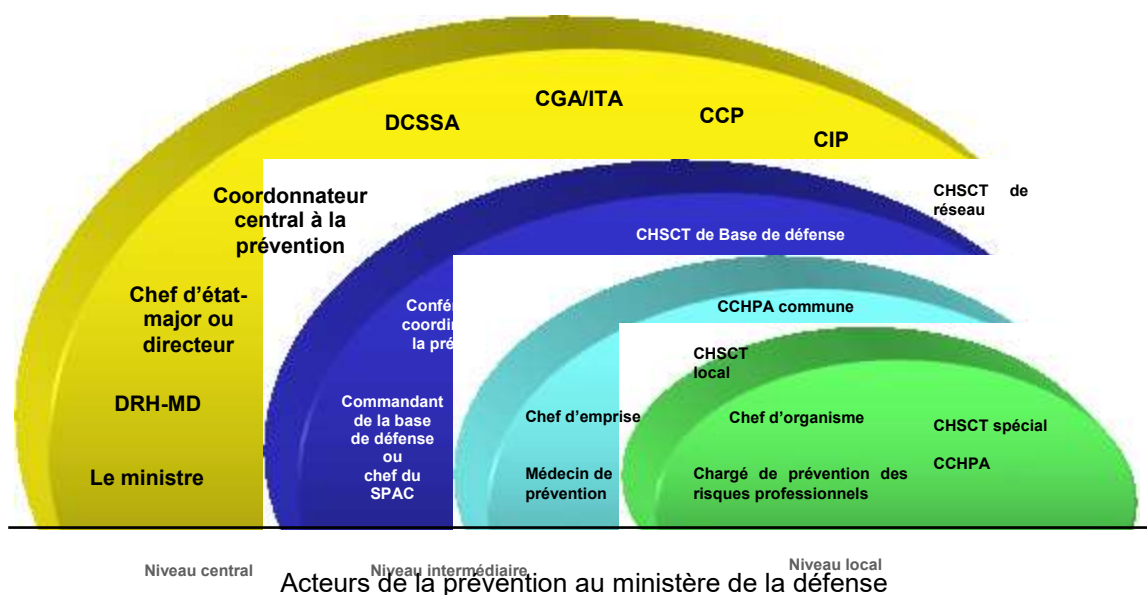 CGA/ITA
DCSSA
CCP
CIP
Coordonnateur
central à la
prévention
CHSCT de
réseau
CHSCT de Base de défense
Chef d’état-
major ou
directeur
CCHPA commune
CHSCT
local
DRH-MD
Commandant
de la base
de défense
ou
chef du
SPAC
Chef d’emprise
Chef d’organisme
CHSCT spécial
CCHPA
Le ministre
Médecin de
prévention
Chargé de prévention des
risques professionnels
Niveau central
Niveau intermédiaire
Niveau local
Acteurs de la prévention au ministère de la défense